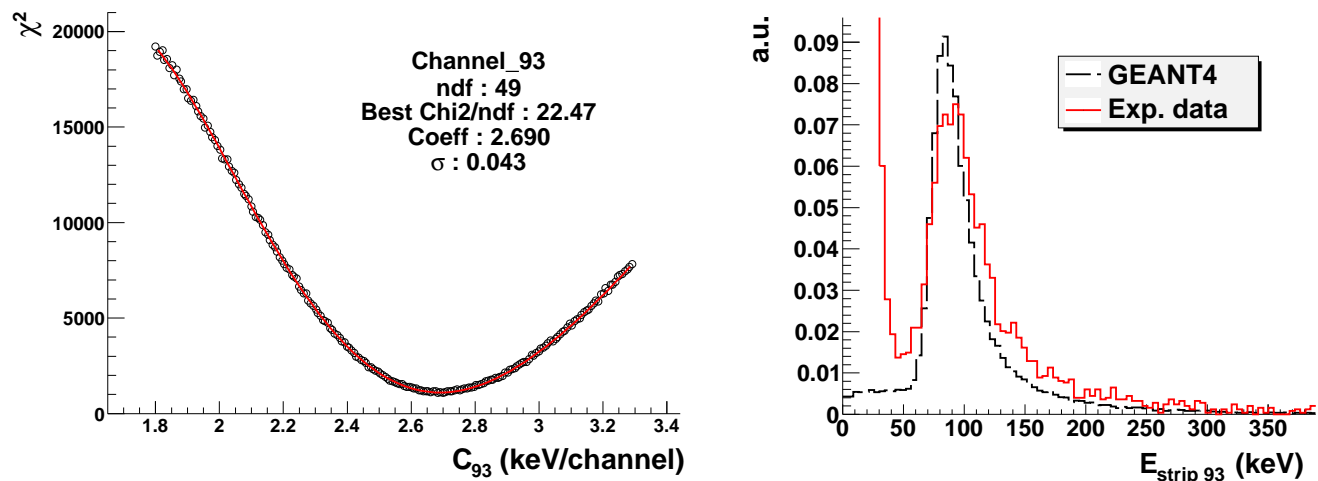 χ²
20000
15000
10000
5000
0
1.8 2 2.2 2.4 2.6 2.8 3 3.2 3.4
C₉₃ (keV/channel)
Channel_93
ndf : 49
Best Chi2/ndf : 22.47
Coeff : 2.690
σ : 0.043
a.u.
0.09
0.08
0.07
0.06
0.05
0.04
0.03
0.02
0.01
0
0 50 100 150 200 250 300 350
E_strip 93 (keV)
GEANT4
Exp. data